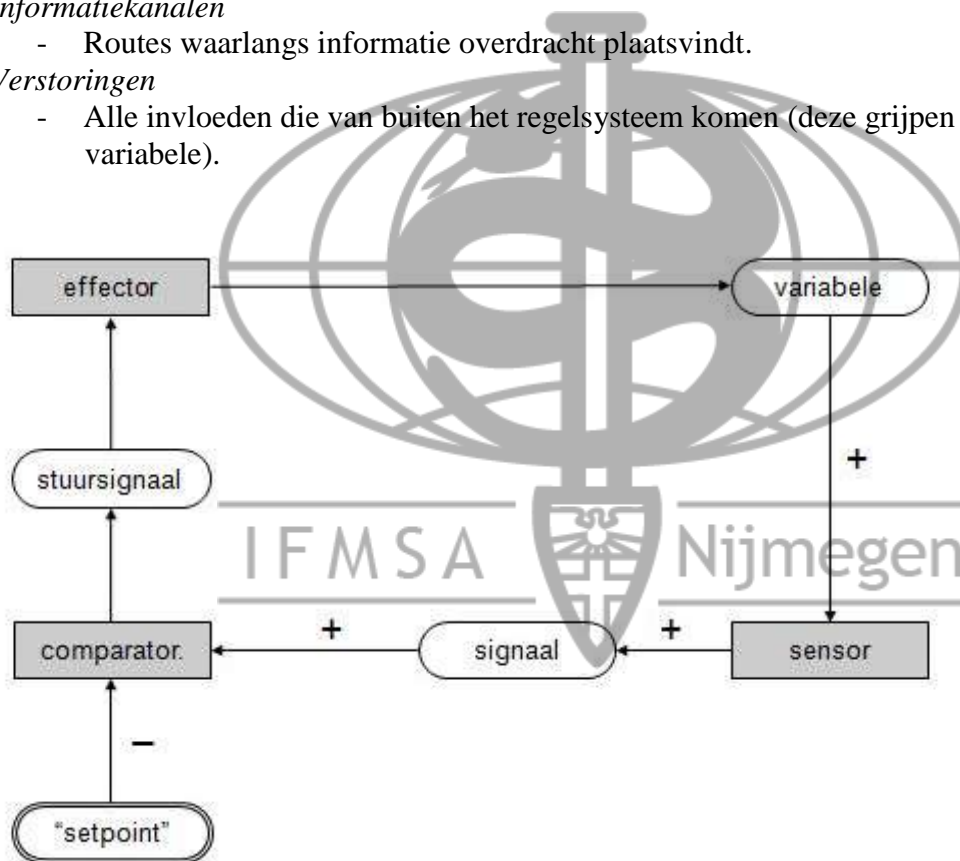 nformatiekanalen
- Routes waarlangs informatie overdracht plaatsvindt.
Verstoringen
- Alle invloeden die van buiten het regelsysteem komen (deze grijpen
variabele).
effector
variabele
+
stuursignaal
IFMSA Nijmegen
+ +
comparator. signaal sensor
–
“setpoint”